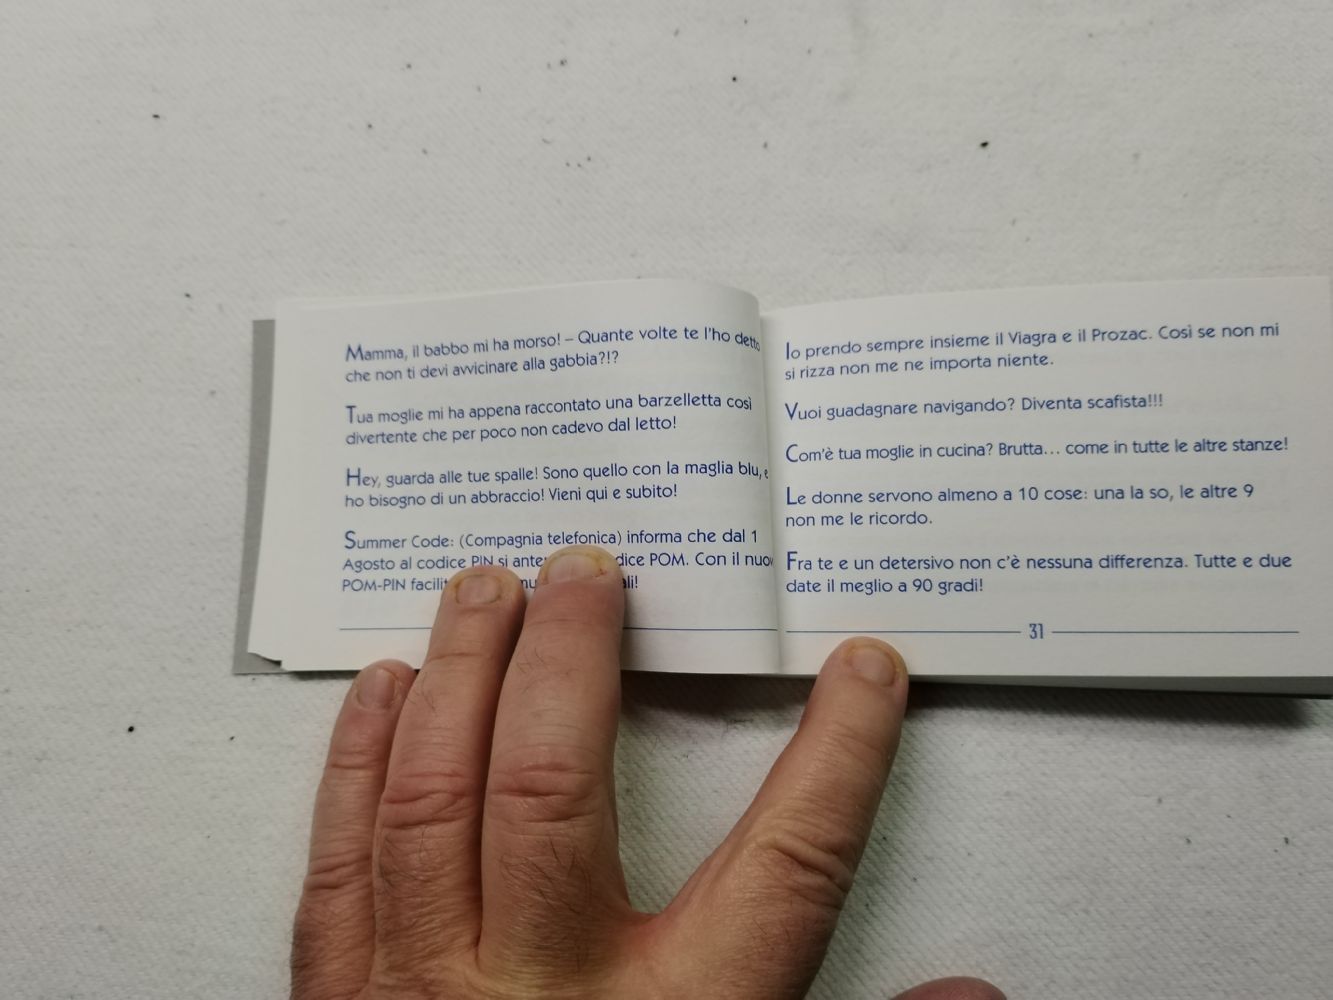 Mamma, il babbo mi ha morso! – Quante volte te l'ho detto
che non ti devi avvicinare alla gabbia?!?
Tua moglie mi ha appena raccontato una barzelletta così
divertente che per poco non cadevo dal letto!
Hey, guarda alle tue spalle! Sono quello con la maglia blu, e
ho bisogno di un abbraccio! Vieni qui e subito!
Summer Code: (Compagnia telefonica) informa che dal 1
Agosto al codice PIN si POM. Con il
POM-PIN
Io prendo sempre insieme il Viagra e il Prozac. Così se non mi
si rizza non me ne importa niente.
Vuoi guadagnare navigando? Diventa scafista!!!
Com'è tua moglie in cucina? Brutta... come in tutte le altre stanze!
Le donne servono almeno a 10 cose: una la so, le altre 9
non me le ricordo.
Fra te e un detersivo non c'è nessuna differenza. Tutte e due
date il meglio a 90 gradi!
31